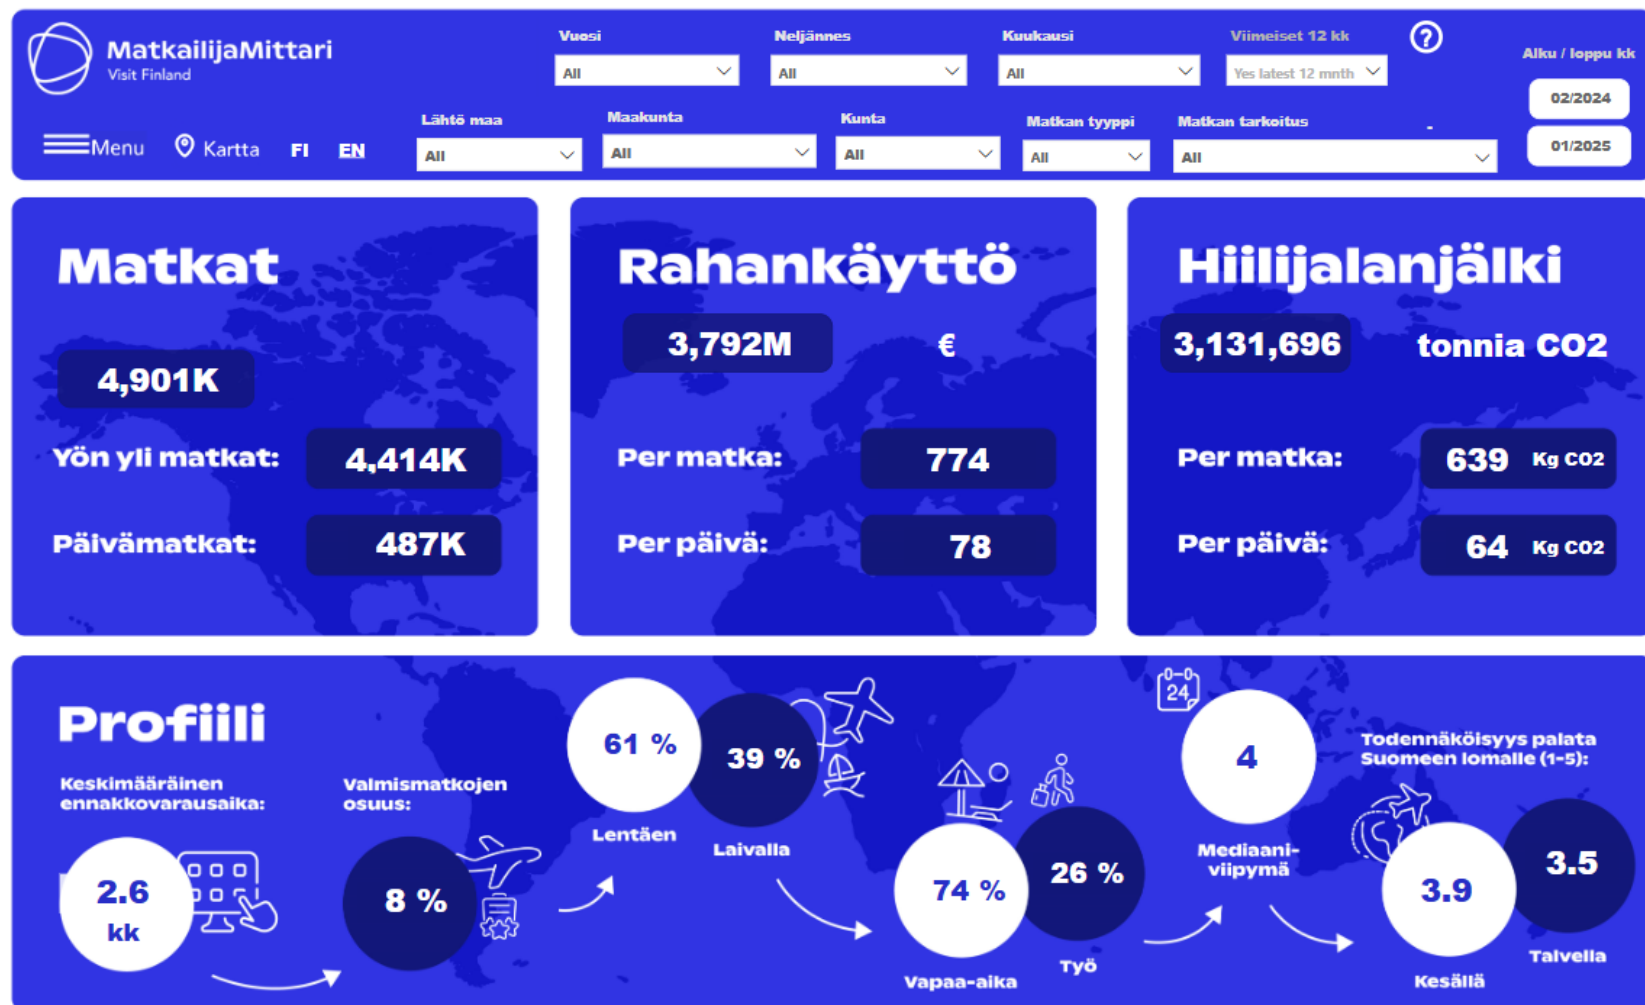 MatkailijaMittari
Visit Finland
Menu
Kartta
FI
EN
Vuosi
All
Neljännes
All
Kuukausi
All
Viimeiset 12 kk
Yes latest 12 mnth
?
Alku / loppu kk
02/2024
01/2025
Lähtö maa
All
Maakunta
All
Kunta
All
Matkan tyyppi
All
Matkan tarkoitus
All
-
Matkat
4,901K
Yön yli matkat: 4,414K
Päivämatkat: 487K
Rahankäyttö
3,792M €
Per matka: 774
Per päivä: 78
Hiilijalanjälki
3,131,696 tonnia CO2
Per matka: 639 Kg CO2
Per päivä: 64 Kg CO2
Profiili
Keskimääräinen
ennakkovarausaika:
2.6
kk
Valmismatkojen
osuus:
8 %
61 %
Lentäen
39 %
Laivalla
74 %
Vapaa-aika
26 %
Työ
24
4
Mediaani-
viipymä
Todennäköisyys palata
Suomeen lomalle (1-5):
3.9
Kesällä
3.5
Talvella